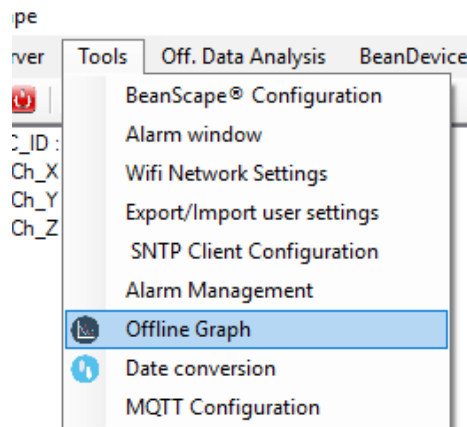 pe
rver Tools Off. Data Analysis BeanDevice
BeanScape® Configuration
C_ID :
Alarm window
Ch_X
Wifi Network Settings
Ch_Y
Export/Import user settings
Ch_Z
SNTP Client Configuration
Alarm Management
Offline Graph
Date conversion
MQTT Configuration